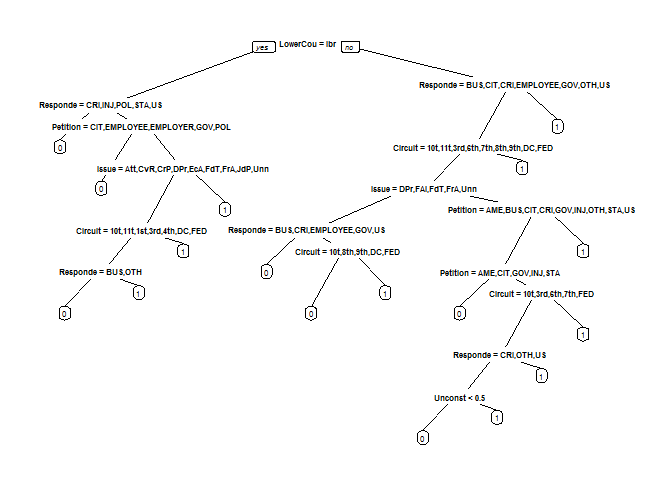 yes LowerCou = lbr no
Responde = BUS,CIT,CRI,EMPLOYEE,GOV,OTH,US
Responde = CRI,INJ,POL,STA,US
Petition = CIT,EMPLOYEE,EMPLOYER,GOV,POL
1
0
Circuit = 10t,11t,3rd,6th,7th,8th,9th,DC,FED
Issue = Att,CvR,CrP,DPr,EcA,FdT,FrA,JdP,Unn
1
0
Issue = DPr,FAI,FdT,FrA,Unn
1
Petition = AME,BUS,CIT,CRI,GOV,INJ,OTH,STA,US
Circuit = 10t,11t,1st,3rd,4th,DC,FED
Responde = BUS,CRI,EMPLOYEE,GOV,US
1
Circuit = 10t,8th,9th,DC,FED
1
Responde = BUS,OTH
0
Petition = AME,CIT,GOV,INJ,STA
1
1
Circuit = 10t,3rd,6th,7th,FED
0
0
0
1
Responde = CRI,OTH,US
1
Unconst < 0.5
1
0